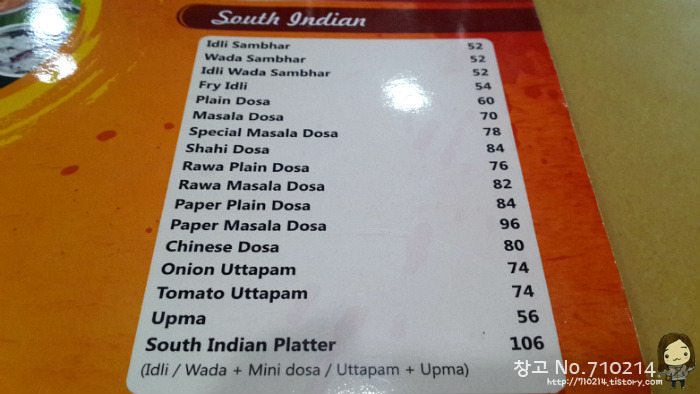 South Indian
Idli Sambhar 52
Wada Sambhar 52
Idli Wada Sambhar 52
Fry Idli 54
Plain Dosa 60
Masala Dosa 70
Special Masala Dosa 78
Shahi Dosa 84
Rawa Plain Dosa 76
Rawa Masala Dosa 82
Paper Plain Dosa 84
Paper Masala Dosa 96
Chinese Dosa 80
Onion Uttapam 74
Tomato Uttapam 74
Upma 56
South Indian Platter 106
(Idli / Wada + Mini dosa / Uttapam + Upma)
창고 No.710214
http://710214.tistory.com/